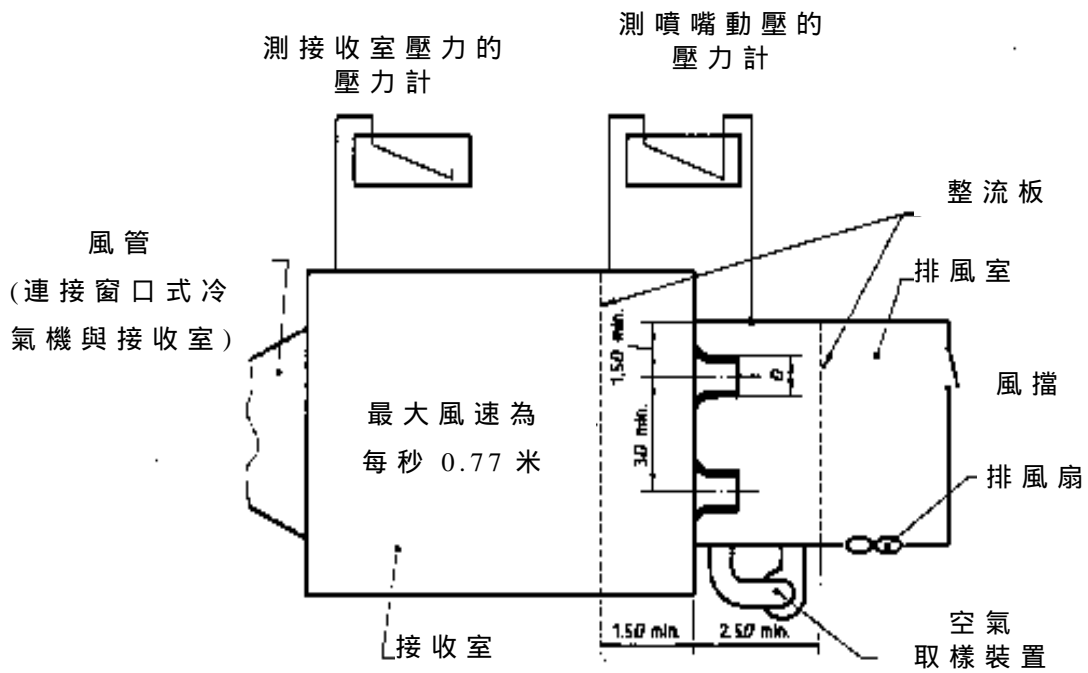 測接收室壓力的
壓力計
測噴嘴動壓的
壓力計
整流板
風管
(連接窗口式冷
氣機與接收室)
排風室
1.5D min.
D
風擋
最大風速為
每秒 0.77 米
3D min.
排風扇
1.5D min.
2.5D min.
接收室
空氣
取樣裝置